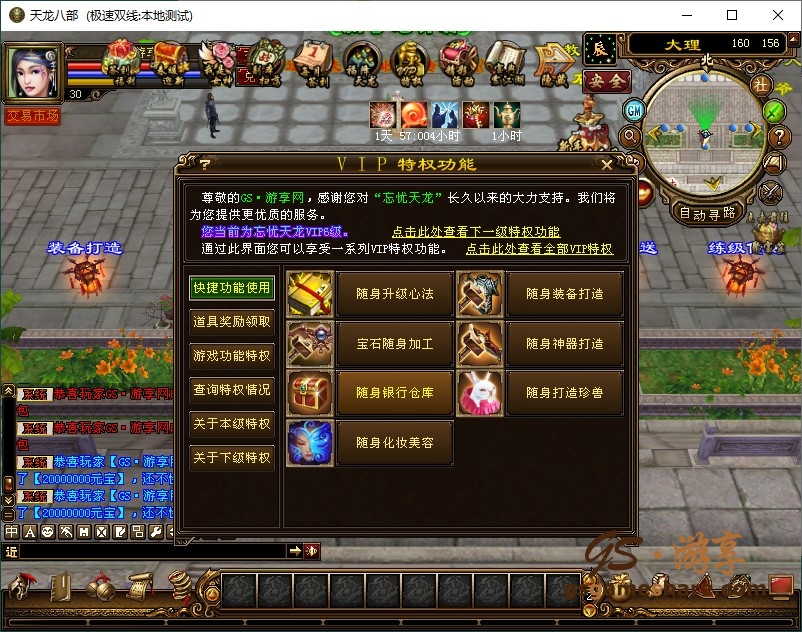 天龙八部 (极速双线:本地测试)
大理 160 156
北
辰
安全
社
GM
30
交易市场
1天 57:00 4小时 1小时
自动寻路
VIP 特权功能
尊敬的GS·游享网,感谢您对“忘忧天龙”长久以来的大力支持。我们将
为您提供更优质的服务。
您当前为忘忧天龙VIP6级。 点击此处查看下一级特权功能
通过此界面您可以享受一系列VIP特权功能。 点击此处查看全部VIP特权
装备打造
送
练级
快捷功能使用
道具奖励领取
游戏功能特权
查询特权情况
关于本级特权
关于下级特权
随身升级心法
随身装备打造
宝石随身加工
随身神器打造
随身银行仓库
随身打造珍兽
随身化妆美容
系统 恭喜玩家GS·游享网
包
系统 恭喜玩家GS·游享网
包
系统 恭喜玩家【GS·游享
了【20000000元宝】,还不
系统 恭喜玩家【GS·游享
了【20000000元宝】,还不
中 A
近
GS·游享